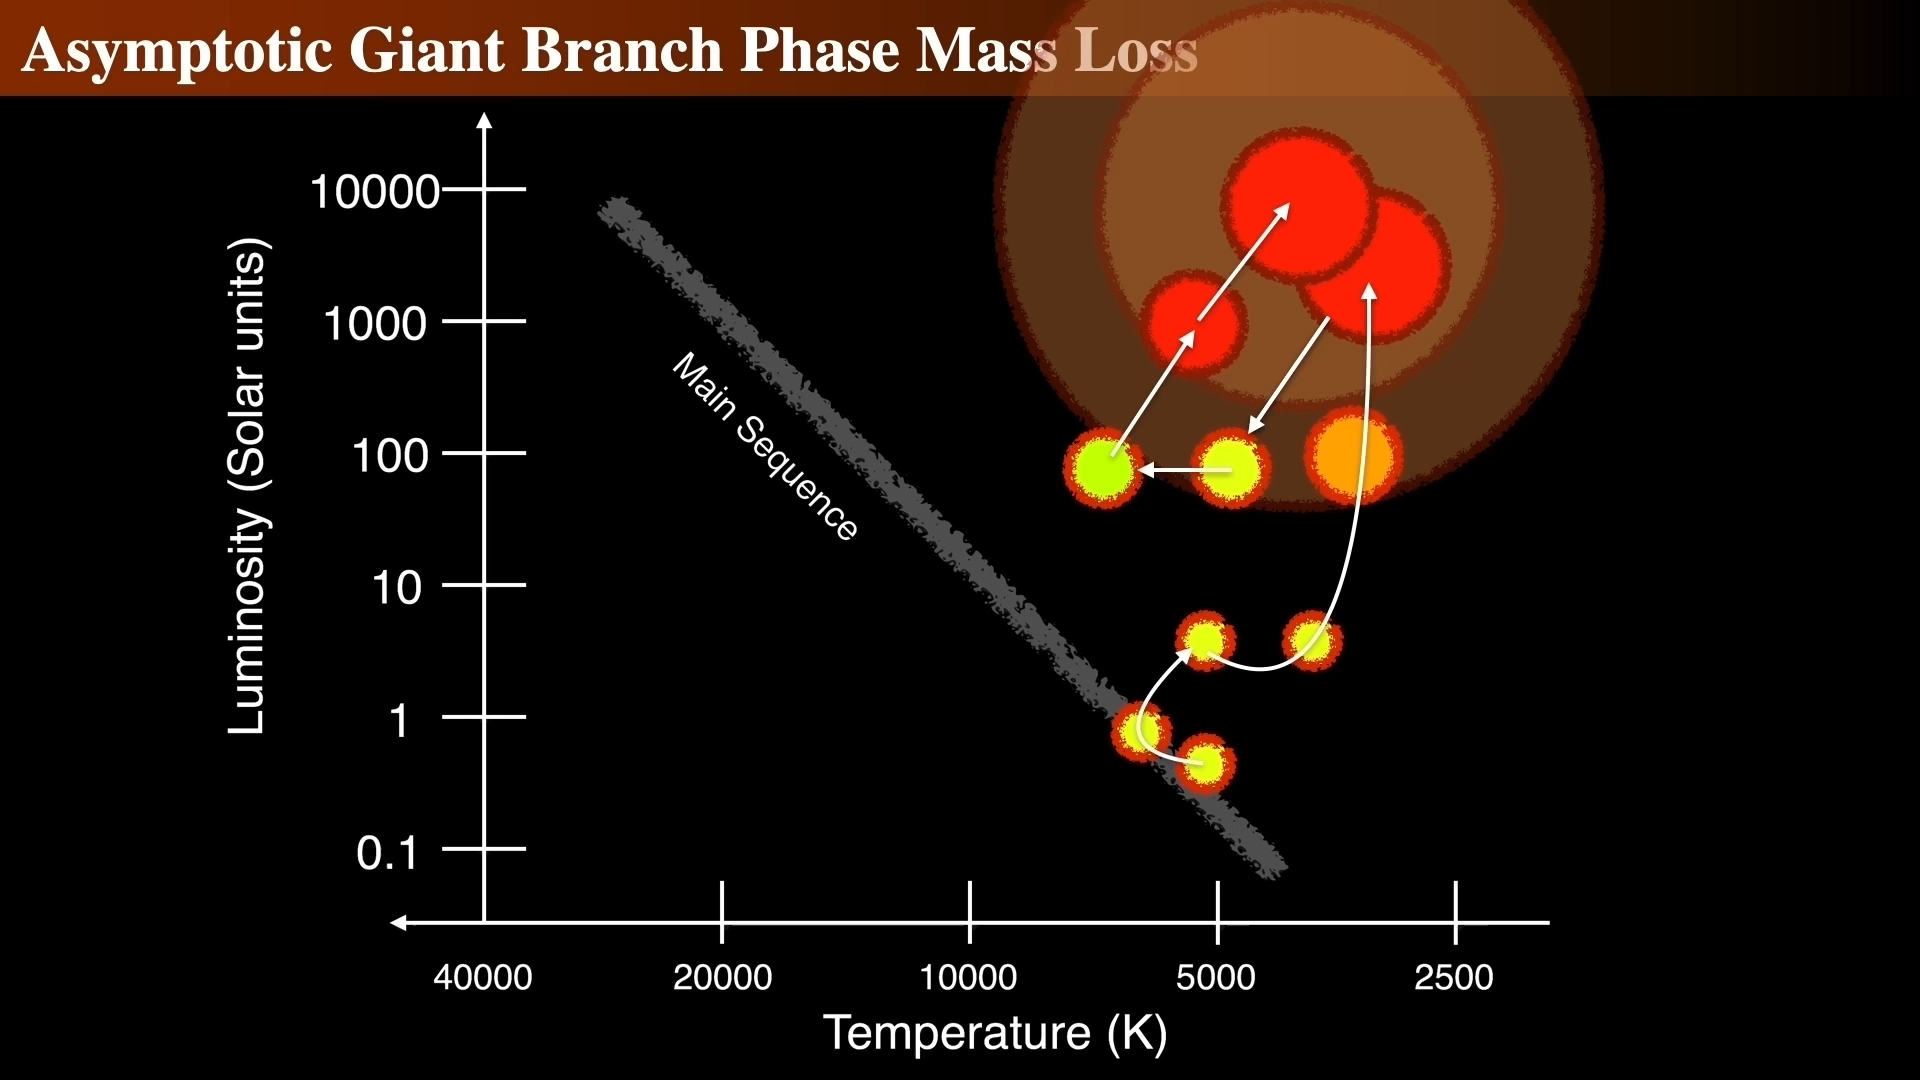 Asymptotic Giant Branch Phase Mass Loss
10000
1000
100
10
1
0.1
Luminosity (Solar units)
Main Sequence
40000 20000 10000 5000 2500
Temperature (K)